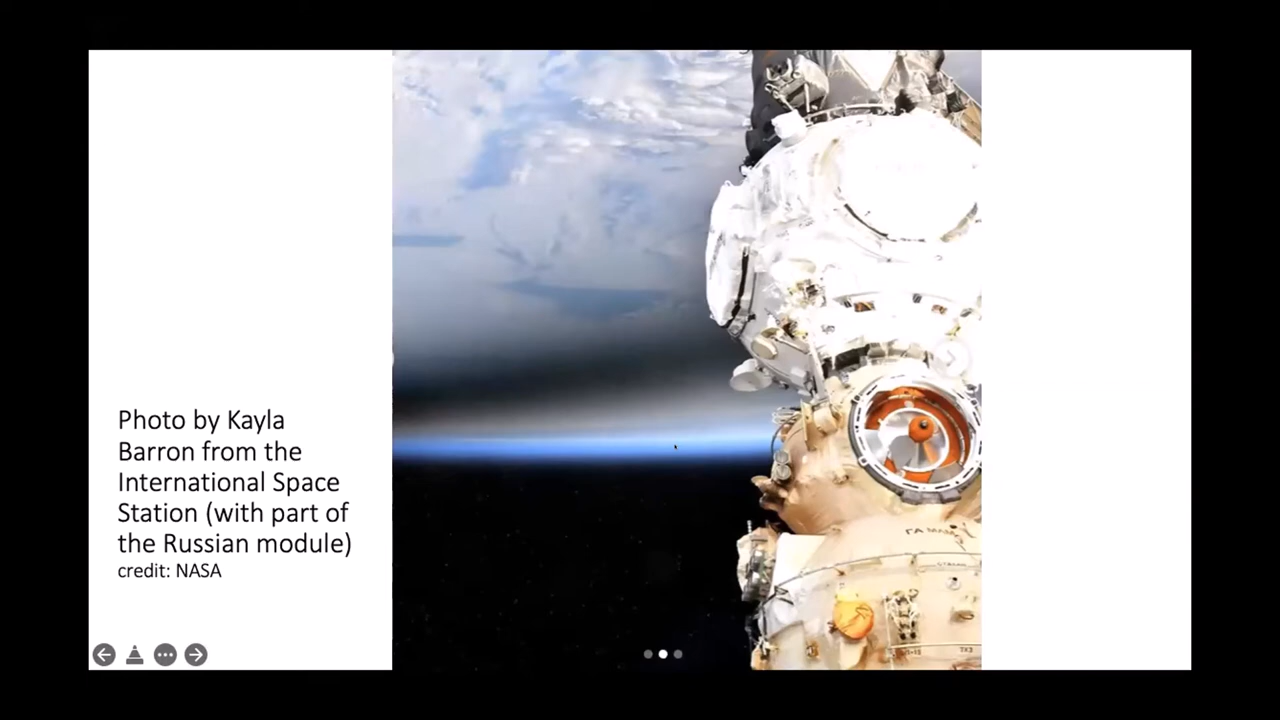 Photo by Kayla
Barron from the
International Space
Station (with part of
the Russian module)
credit: NASA